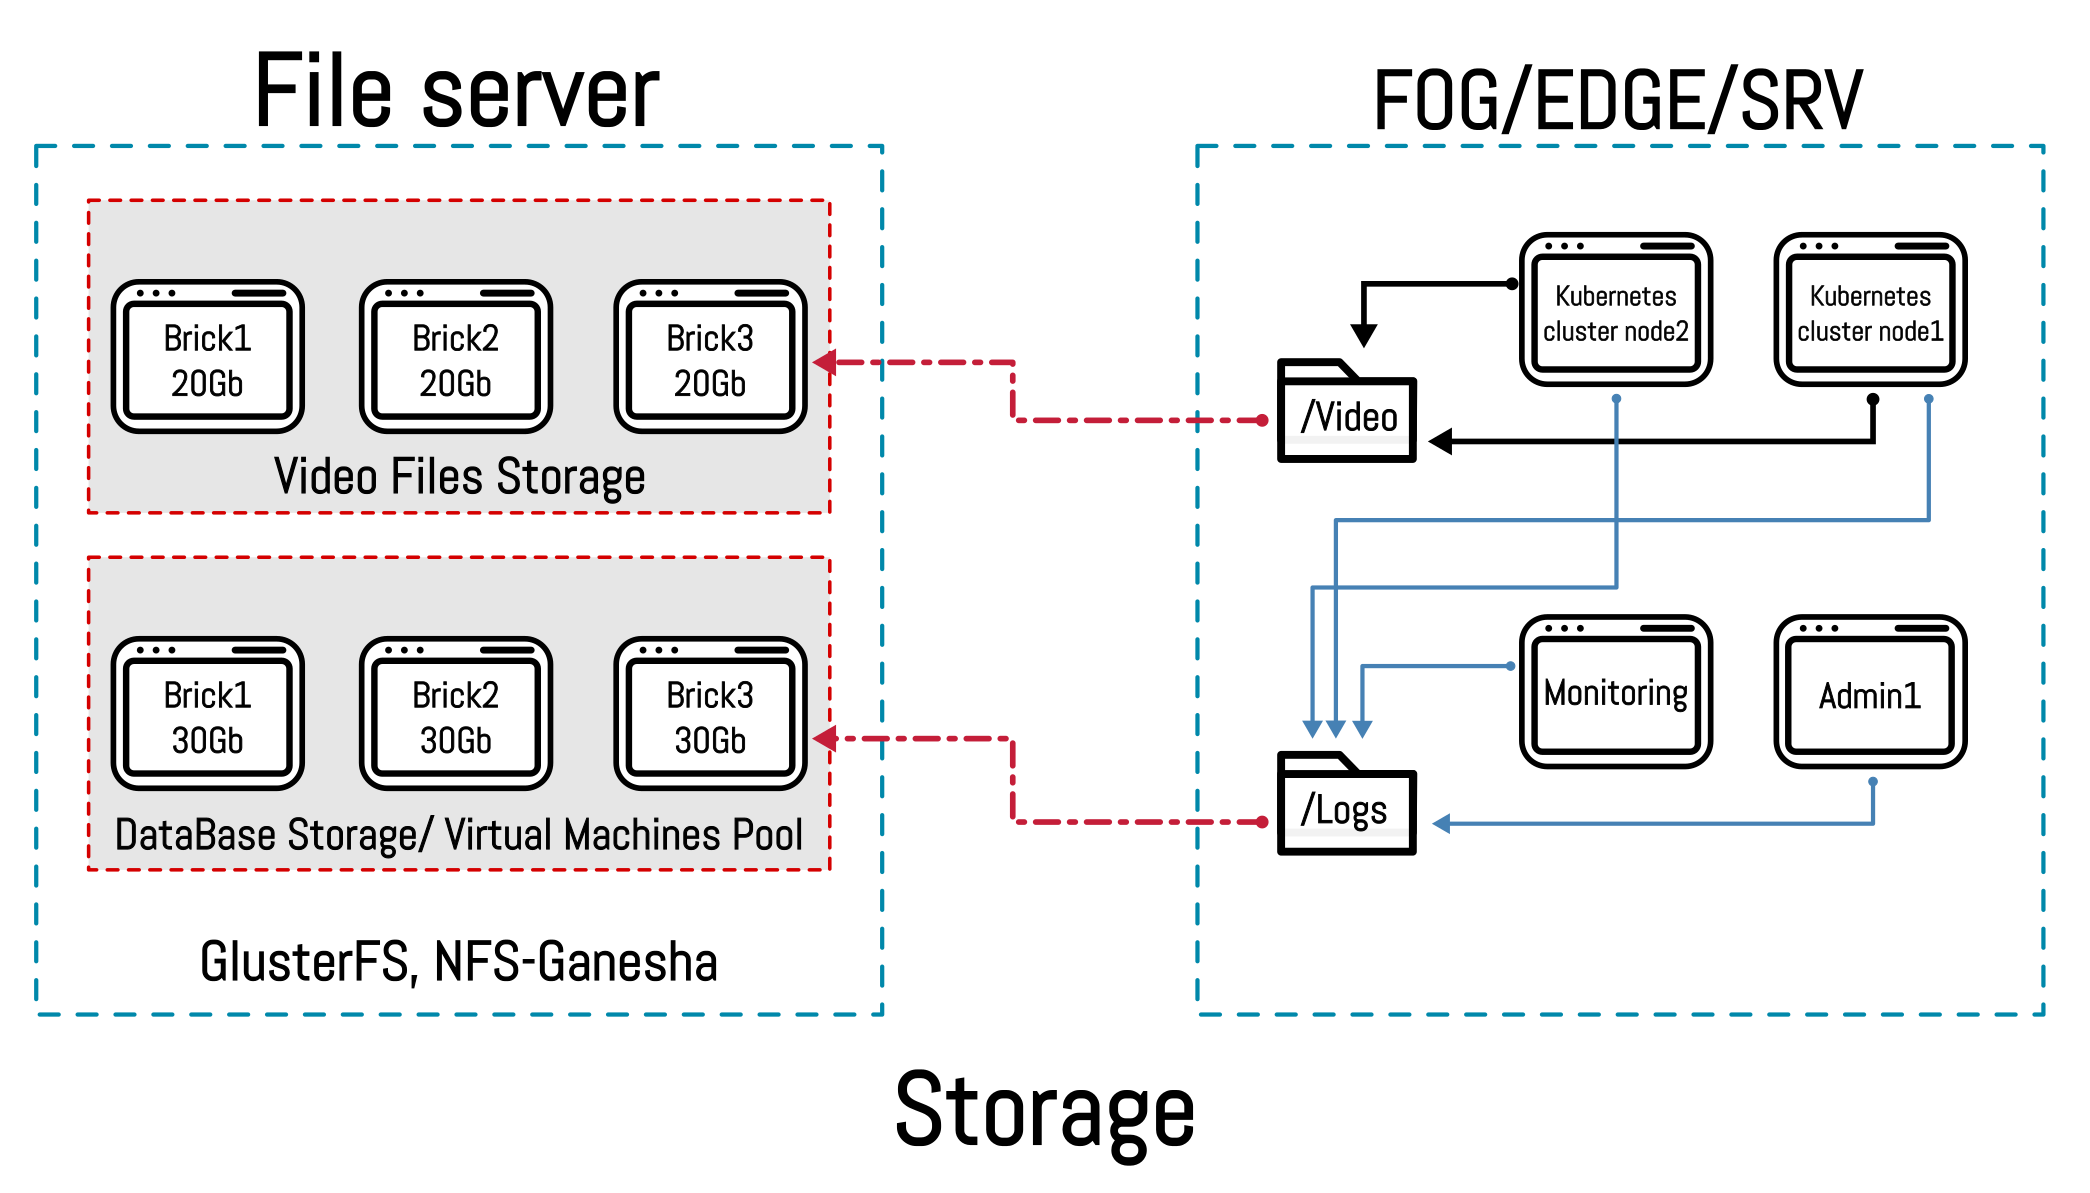 File server
FOG/EDGE/SRV
Brick1
20Gb
Brick2
20Gb
Brick3
20Gb
Video Files Storage
Brick1
30Gb
Brick2
30Gb
Brick3
30Gb
DataBase Storage/ Virtual Machines Pool
GlusterFS, NFS-Ganesha
Kubernetes
cluster node2
Kubernetes
cluster node1
/Video
Monitoring
Admin1
/Logs
Storage